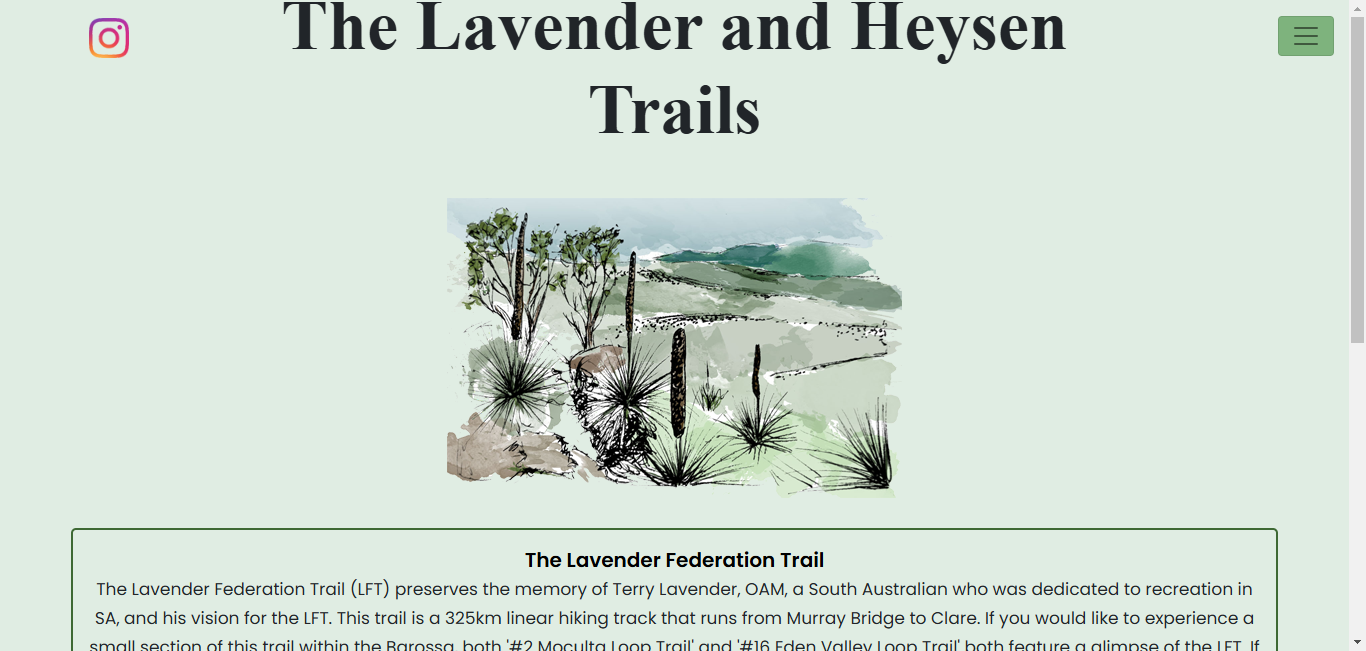 The Lavender and Heysen
Trails
The Lavender Federation Trail
The Lavender Federation Trail (LFT) preserves the memory of Terry Lavender, OAM, a South Australian who was dedicated to recreation in
SA, and his vision for the LFT. This trail is a 325km linear hiking track that runs from Murray Bridge to Clare. If you would like to experience a
small section of this trail within the Barossa, both '#2 Moculta Loop Trail' and '#16 Eden Valley Loop Trail' both feature a glimpse of the LFT. If